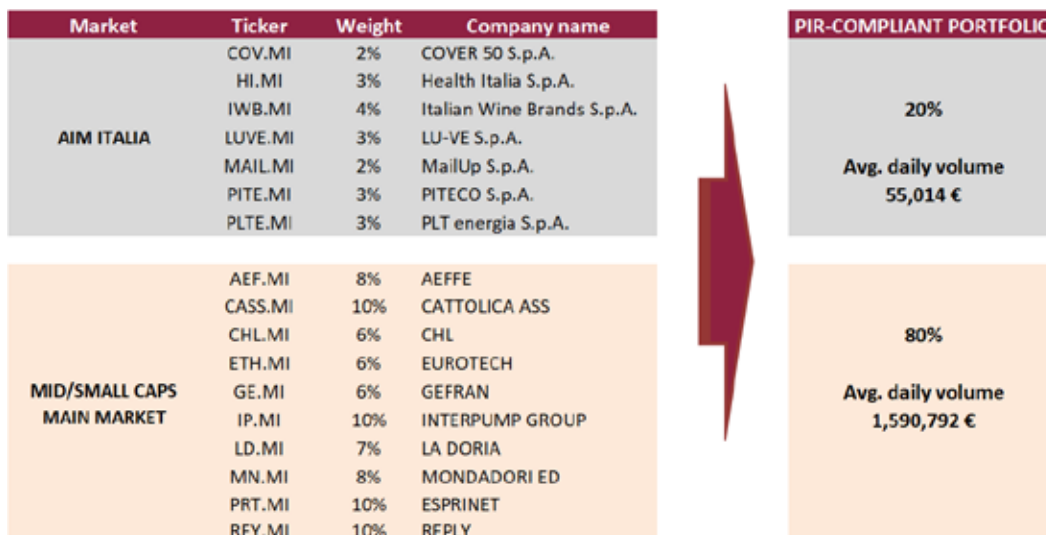 Market Ticker Weight Company name PIR-COMPLIANT PORTFOLIO
COV.MI 2% COVER 50 S.p.A.
HI.MI 3% Health Italia S.p.A.
IWB.MI 4% Italian Wine Brands S.p.A. 20%
AIM ITALIA LUVE.MI 3% LU-VE S.p.A.
MAIL.MI 2% MailUp S.p.A. Avg. daily volume
PITE.MI 3% PITECO S.p.A. 55,014 €
PLTE.MI 3% PLT energia S.p.A.
AEF.MI 8% AEFFE
CASS.MI 10% CATTOLICA ASS
CHL.MI 6% CHL 80%
ETH.MI 6% EUROTECH
MID/SMALL CAPS GE.MI 6% GEFRAN Avg. daily volume
MAIN MARKET IP.MI 10% INTERPUMP GROUP 1,590,792 €
LD.MI 7% LA DORIA
MN.MI 8% MONDADORI ED
PRT.MI 10% ESPRINET
REY.MI 10% REPLY